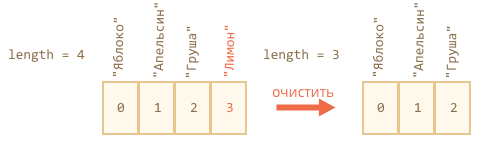 length = 4
"Яблоко"
"Апельсин"
"Груша"
"Лимон"
0 1 2 3
очистить
length = 3
"Яблоко"
"Апельсин"
"Груша"
0 1 2